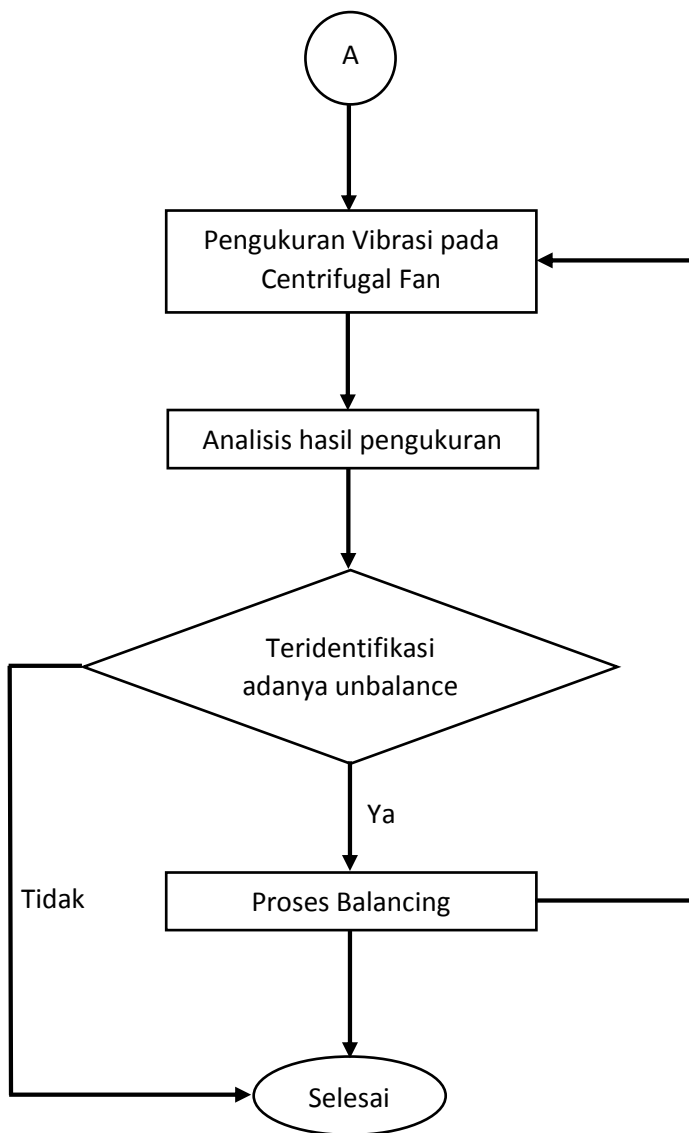 A
Pengukuran Vibrasi pada
Centrifugal Fan
Analisis hasil pengukuran
Teridentifikasi
adanya unbalance
Ya
Tidak
Proses Balancing
Selesai